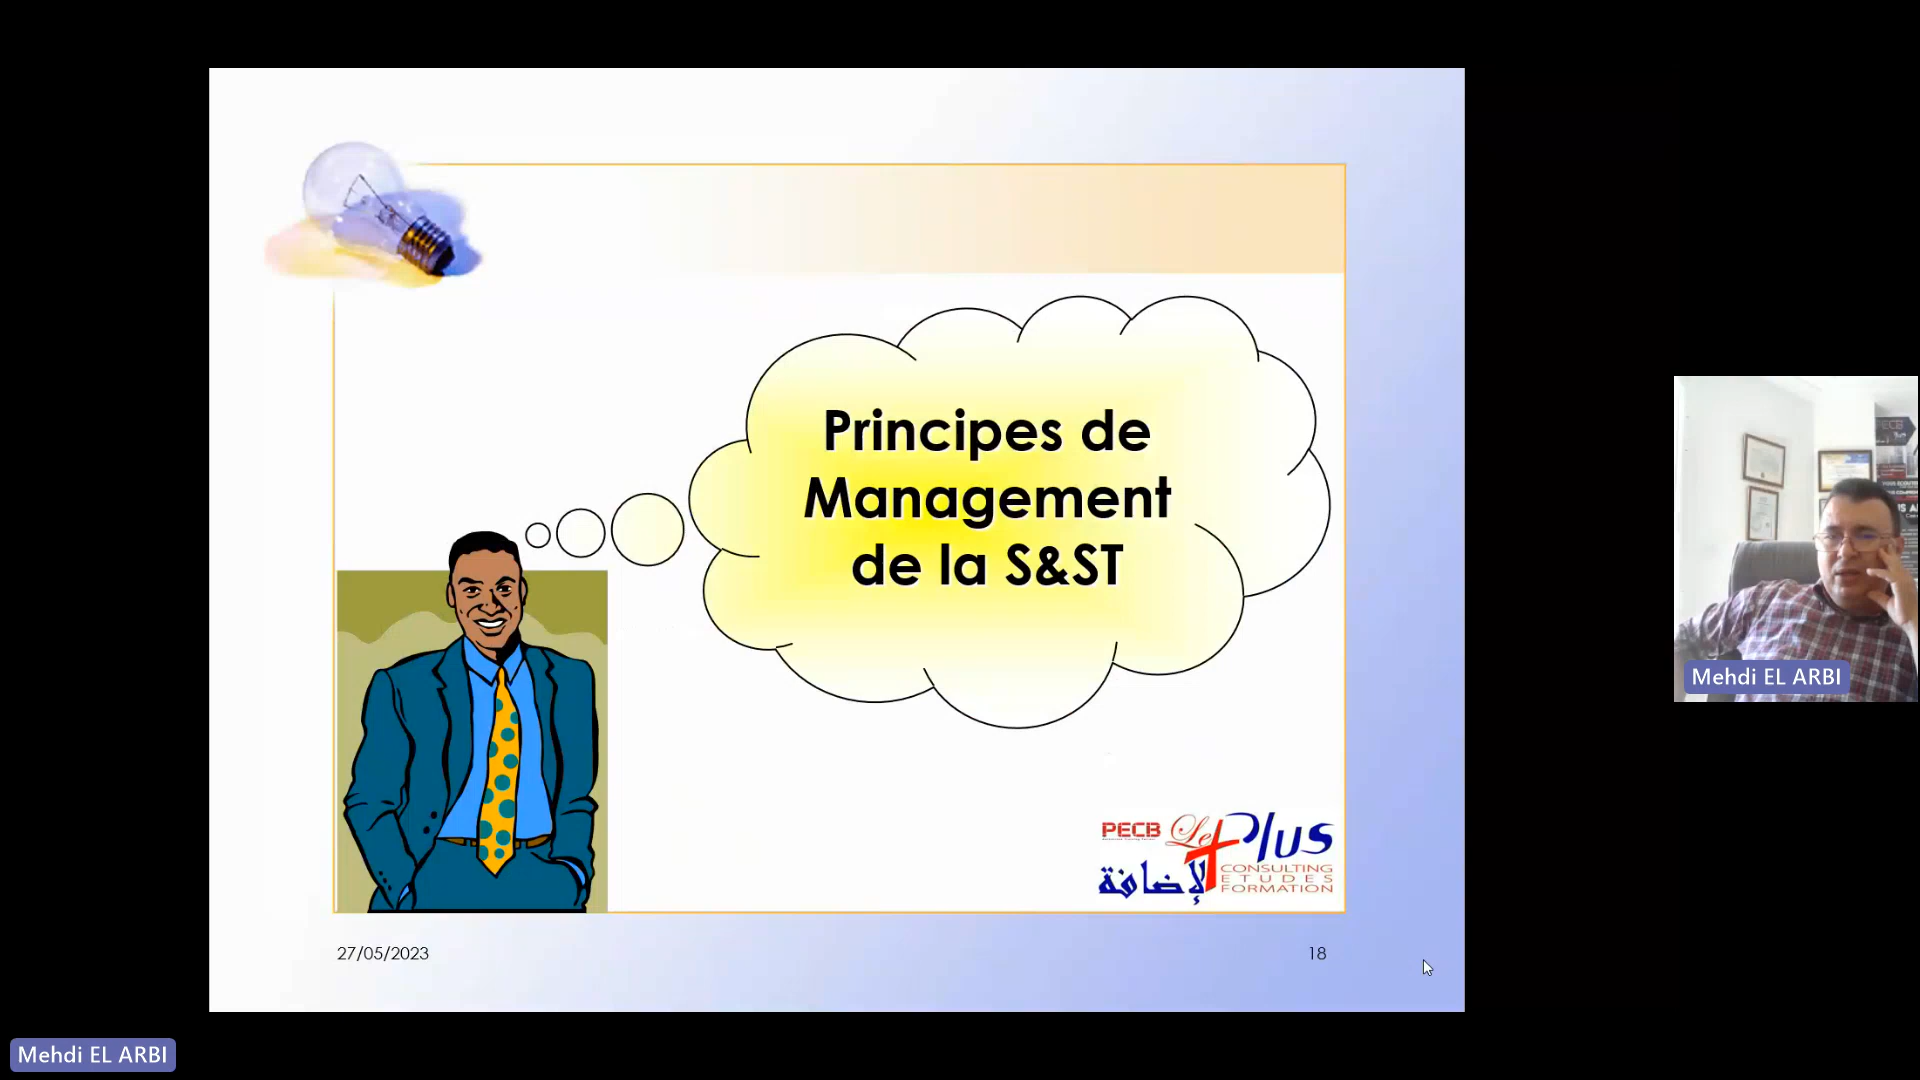 Principes de
Management
de la S&ST
PECB
Le Plus
الإضافة
CONSULTING
ETUDES
FORMATION
27/05/2023
18
PECB
Mehdi EL ARBI
Mehdi EL ARBI